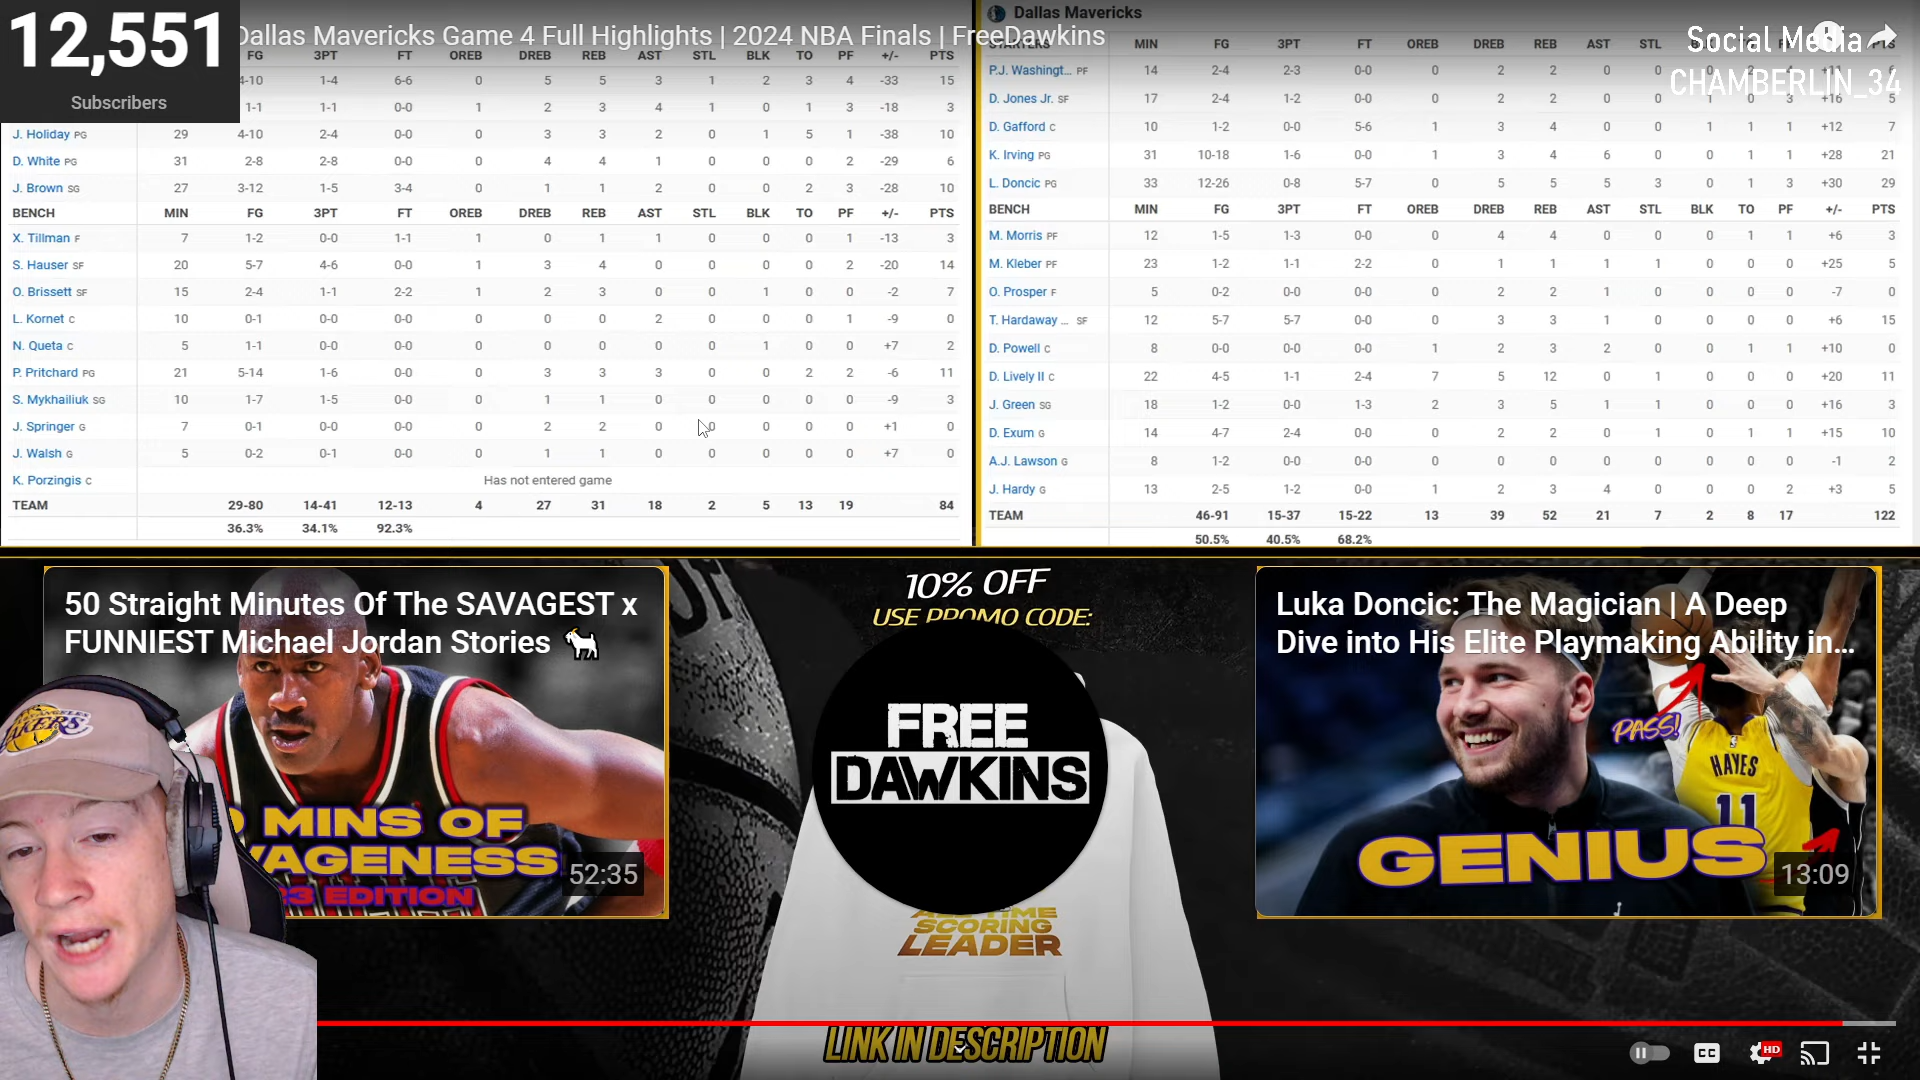 12,551
Subscribers
Dallas Mavericks Game 4 Full Highlights | 2024 NBA Finals | FreeDawkins
Social Media
CHAMBERLIN_34
FG 3PT FT OREB DREB REB AST STL BLK TO PF +/- PTS
4-10 1-4 6-6 0 5 5 3 1 2 3 4 -33 15
1-1 1-1 0-0 1 2 3 4 1 0 1 3 -18 3
J. Holiday PG 29 4-10 2-4 0-0 0 3 3 2 0 1 5 1 -38 10
D. White PG 31 2-8 2-8 0-0 0 4 4 1 0 0 0 2 -29 6
J. Brown SG 27 3-12 1-5 3-4 0 1 1 2 0 0 2 3 -28 10
BENCH MIN FG 3PT FT OREB DREB REB AST STL BLK TO PF +/- PTS
X. Tillman F 7 1-2 0-0 1-1 1 0 1 1 0 0 0 1 -13 3
S. Hauser SF 20 5-7 4-6 0-0 1 3 4 0 0 0 0 2 -20 14
O. Brissett SF 15 2-4 1-1 2-2 1 2 3 0 0 1 0 0 -2 7
L. Kornet C 10 0-1 0-0 0-0 0 0 0 2 0 0 0 1 -9 0
N. Queta C 5 1-1 0-0 0-0 0 0 0 0 0 1 0 0 +7 2
P. Pritchard PG 21 5-14 1-6 0-0 0 3 3 3 0 0 2 2 -6 11
S. Mykhailiuk SG 10 1-7 1-5 0-0 0 1 1 0 0 0 0 0 -9 3
J. Springer G 7 0-1 0-0 0-0 0 2 2 0 0 0 0 0 +1 0
J. Walsh G 5 0-2 0-1 0-0 0 1 1 0 0 0 0 0 +7 0
K. Porzingis C Has not entered game
TEAM 29-80 14-41 12-13 4 27 31 18 2 5 13 19 84
36.3% 34.1% 92.3%
Dallas Mavericks
STARTERS MIN FG 3PT FT OREB DREB REB AST STL PTS
P.J. Washingt... PF 14 2-4 2-3 0-0 0 2 2 0 0
D. Jones Jr. SF 17 2-4 1-2 0-0 0 2 2 0 0 1 0 3 +16 5
D. Gafford C 10 1-2 0-0 5-6 1 3 4 0 0 1 1 1 +12 7
K. Irving PG 31 10-18 1-6 0-0 1 3 4 6 0 0 1 1 +28 21
L. Doncic PG 33 12-26 0-8 5-7 0 5 5 5 3 0 1 3 +30 29
BENCH MIN FG 3PT FT OREB DREB REB AST STL BLK TO PF +/- PTS
M. Morris PF 12 1-5 1-3 0-0 0 4 4 0 0 0 1 1 +6 3
M. Kleber PF 23 1-2 1-1 2-2 0 1 1 1 1 0 0 0 +25 5
O. Prosper F 5 0-2 0-0 0-0 0 2 2 1 0 0 0 0 -7 0
T. Hardaway ... SF 12 5-7 5-7 0-0 0 3 3 1 0 0 0 0 +6 15
D. Powell C 8 0-0 0-0 0-0 1 2 3 2 0 0 1 1 +10 0
D. Lively II C 22 4-5 1-1 2-4 7 5 12 0 1 0 0 2 +20 11
J. Green SG 18 1-2 0-0 1-3 2 3 5 1 1 0 0 0 +16 3
D. Exum G 14 4-7 2-4 0-0 0 2 2 0 1 0 1 1 +15 10
A.J. Lawson G 8 1-2 0-0 0-0 0 0 0 0 0 0 0 0 -1 2
J. Hardy G 13 2-5 1-2 0-0 1 2 3 4 0 0 0 2 +3 5
TEAM 46-91 15-37 15-22 13 39 52 21 7 2 8 17 122
50.5% 40.5% 68.2%
50 Straight Minutes Of The SAVAGEST x
FUNNIEST Michael Jordan Stories
MINS OF
23 EDITION
52:35
LAKERS
10% OFF
USE PROMO CODE:
FREE
DAWKINS
ALL TIME
SCORING
LEADER
LINK IN DESCRIPTION
Luka Doncic: The Magician | A Deep
Dive into His Elite Playmaking Ability in...
PASS!
HAYES
11
GENIUS
13:09
CC
HD